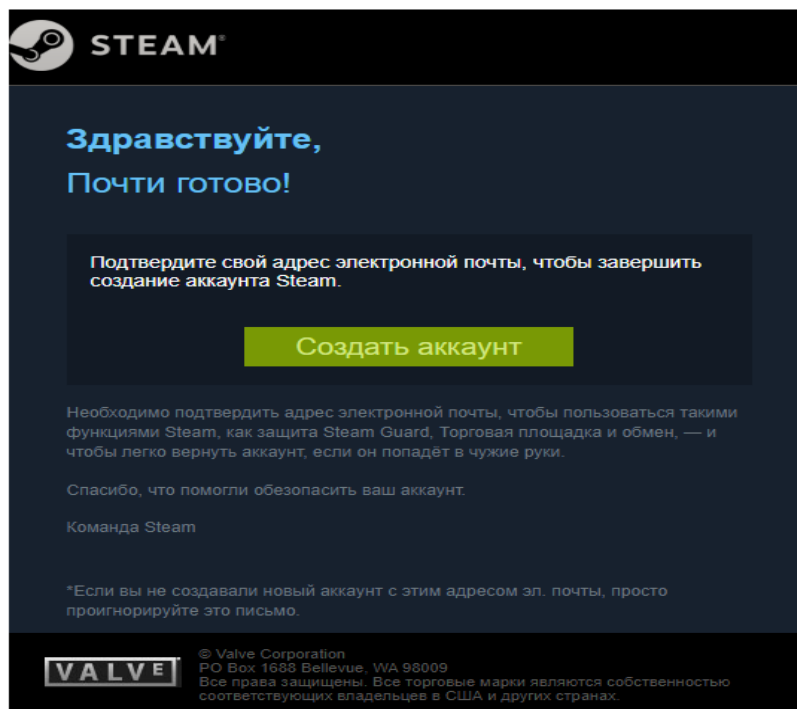 STEAM®
Здравствуйте,
Почти готово!
Подтвердите свой адрес электронной почты, чтобы завершить
создание аккаунта Steam.
Создать аккаунт
Необходимо подтвердить адрес электронной почты, чтобы пользоваться такими
функциями Steam, как защита Steam Guard, Торговая площадка и обмен, — и
чтобы легко вернуть аккаунт, если он попадёт в чужие руки.
Спасибо, что помогли обезопасить ваш аккаунт.
Команда Steam
*Если вы не создавали новый аккаунт с этим адресом эл. почты, просто
проигнорируйте это письмо.
VALVE
© Valve Corporation
PO Box 1688 Bellevue, WA 98009
Все права защищены. Все торговые марки являются собственностью
соответствующих владельцев в США и других странах.